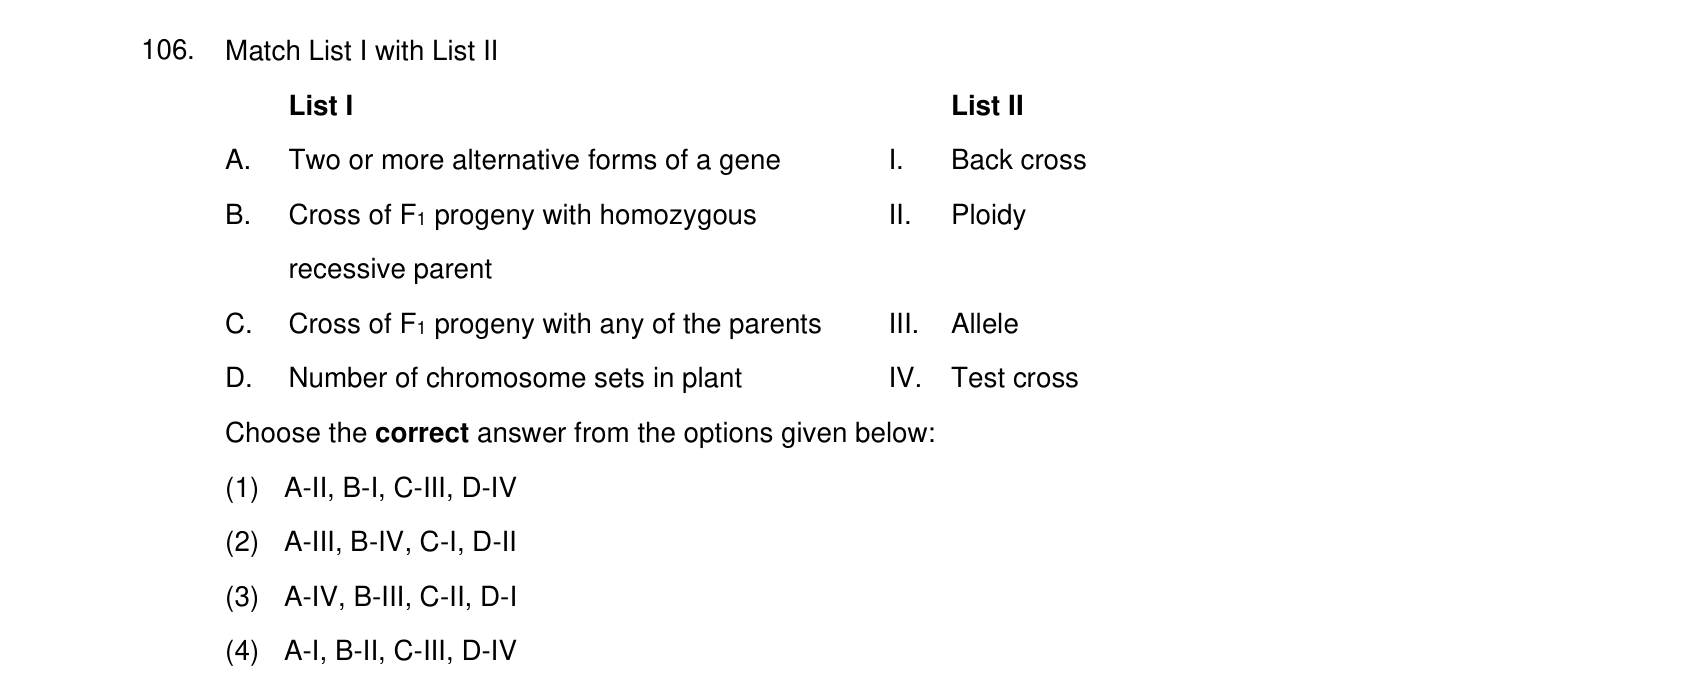 106. Match List I with List II
List I List II
A. Two or more alternative forms of a gene I. Back cross
B. Cross of F₁ progeny with homozygous II. Ploidy
recessive parent
C. Cross of F₁ progeny with any of the parents III. Allele
D. Number of chromosome sets in plant IV. Test cross
Choose the correct answer from the options given below:
(1) A-II, B-I, C-III, D-IV
(2) A-III, B-IV, C-I, D-II
(3) A-IV, B-III, C-II, D-I
(4) A-I, B-II, C-III, D-IV